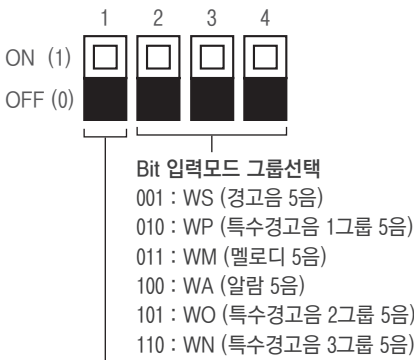 1 2 3 4
ON (1)
OFF (0)
Bit 입력모드 그룹선택
001 : WS (경고음 5음)
010 : WP (특수경고음 1그룹 5음)
011 : WM (멜로디 5음)
100 : WA (알람 5음)
101 : WO (특수경고음 2그룹 5음)
110 : WN (특수경고음 3그룹 5음)